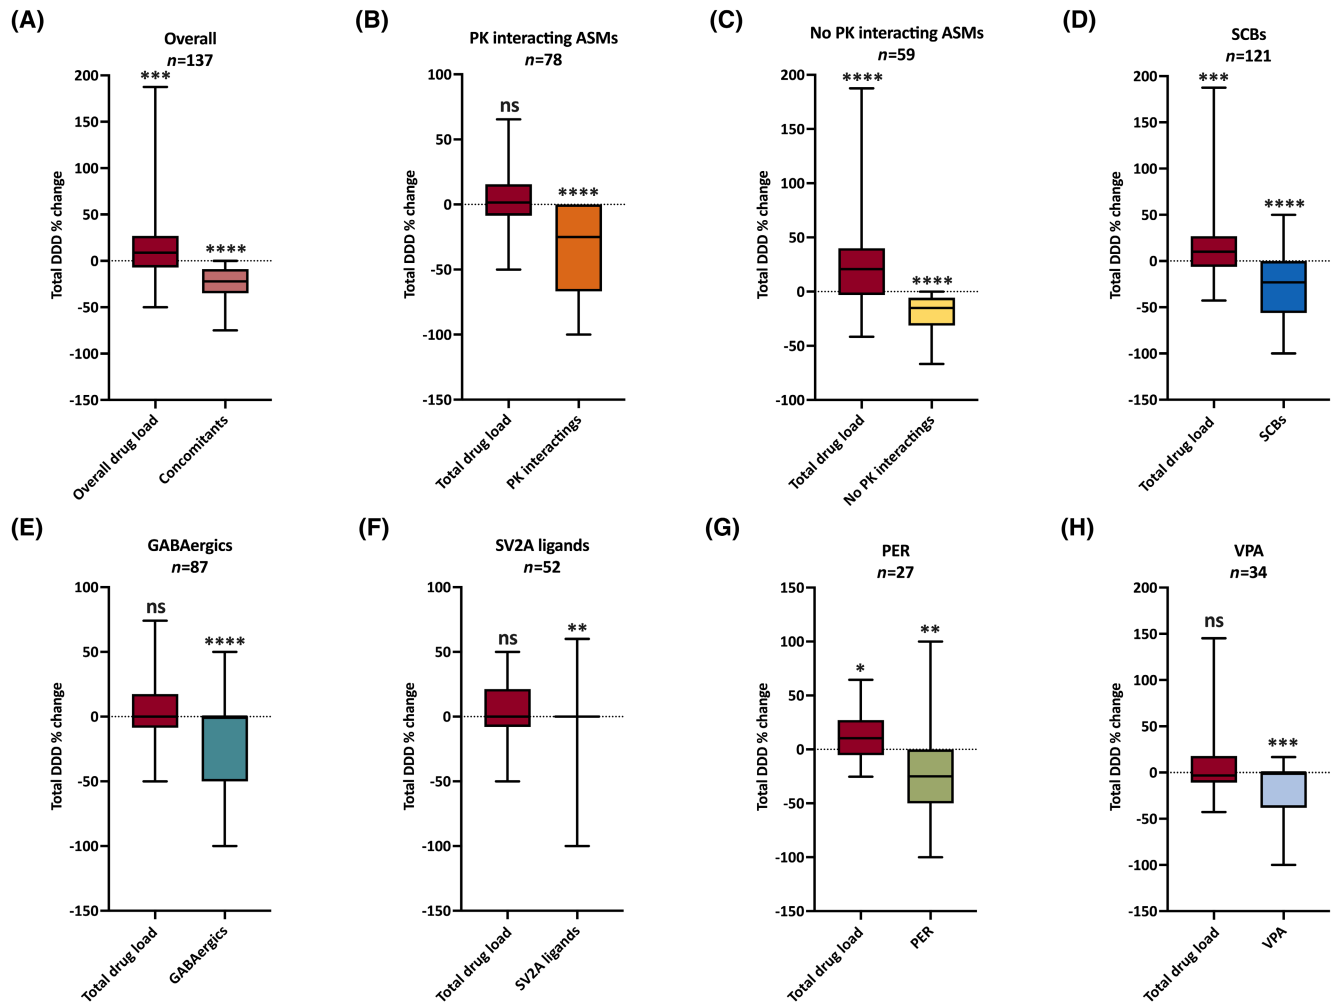 (A)
Overall
n=137
***
****
Total DDD % change
200
150
100
50
0
-50
-100
-150
Overall drug load
Concomitants
(B)
PK interacting ASMs
n=78
ns
****
Total DDD % change
100
50
0
-50
-100
-150
Total drug load
PK interactings
(C)
No PK interacting ASMs
n=59
****
****
Total DDD % change
200
150
100
50
0
-50
-100
Total drug load
No PK interactings
(D)
SCBs
n=121
***
****
Total DDD % change
200
150
100
50
0
-50
-100
-150
Total drug load
SCBs
(E)
GABAergics
n=87
ns
****
Total DDD % change
100
50
0
-50
-100
-150
Total drug load
GABAergics
(F)
SV2A ligands
n=52
ns
**
Total DDD % change
100
50
0
-50
-100
-150
Total drug load
SV2A ligands
(G)
PER
n=27
*
**
Total DDD % change
150
100
50
0
-50
-100
-150
Total drug load
PER
(H)
VPA
n=34
ns
***
Total DDD % change
200
150
100
50
0
-50
-100
-150
Total drug load
VPA